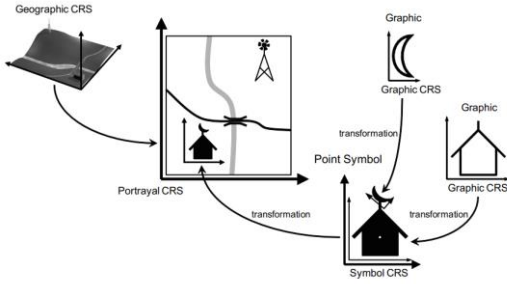 Geographic CRS
Portrayal CRS
Graphic
Graphic CRS
transformation
Graphic
Graphic CRS
Point Symbol
transformation
transformation
Symbol CRS